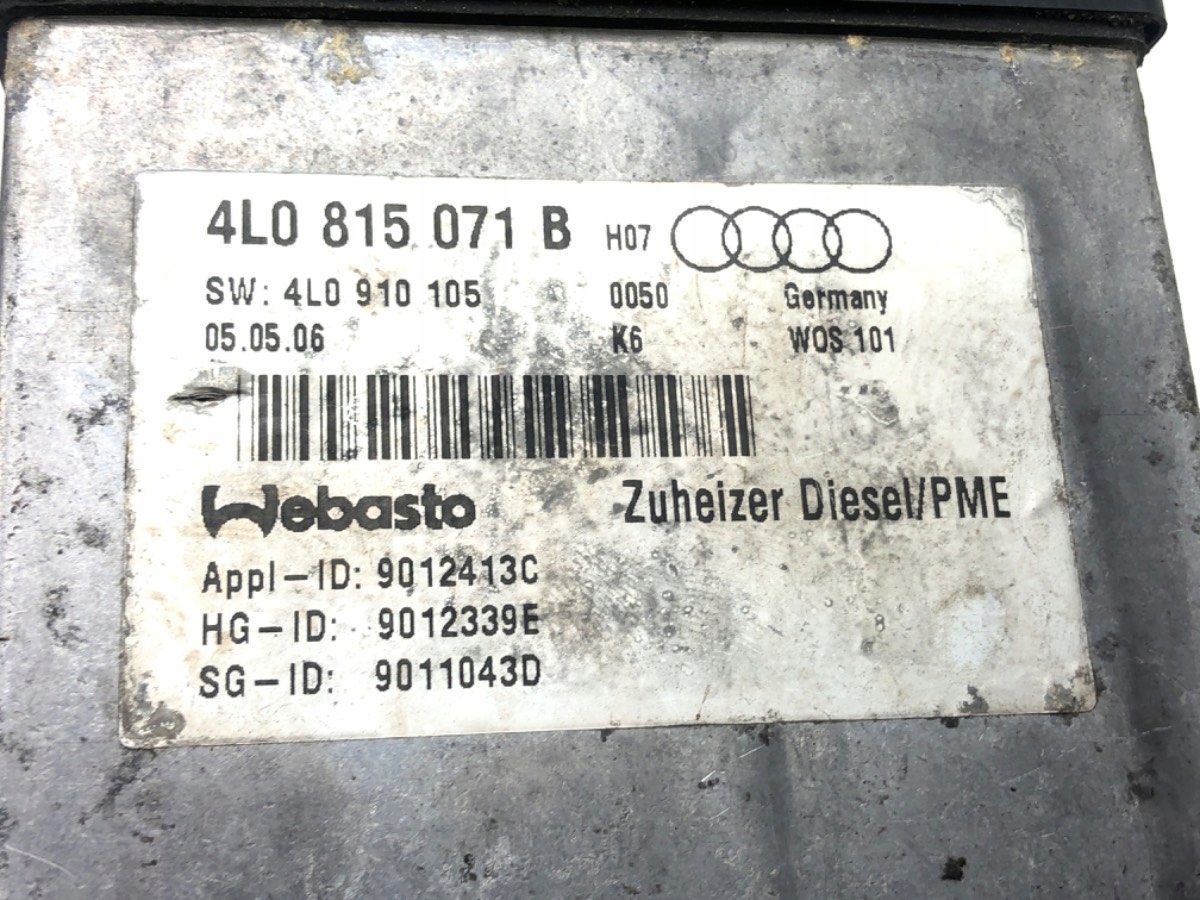 4L0 815 071 B H07
SW: 4L0 910 105 0050 Germany
05.05.06 K6 WOS 101
Webasto Zuheizer Diesel/PME
Appl-ID: 9012413C
HG-ID: 9012339E
SG-ID: 9011043D